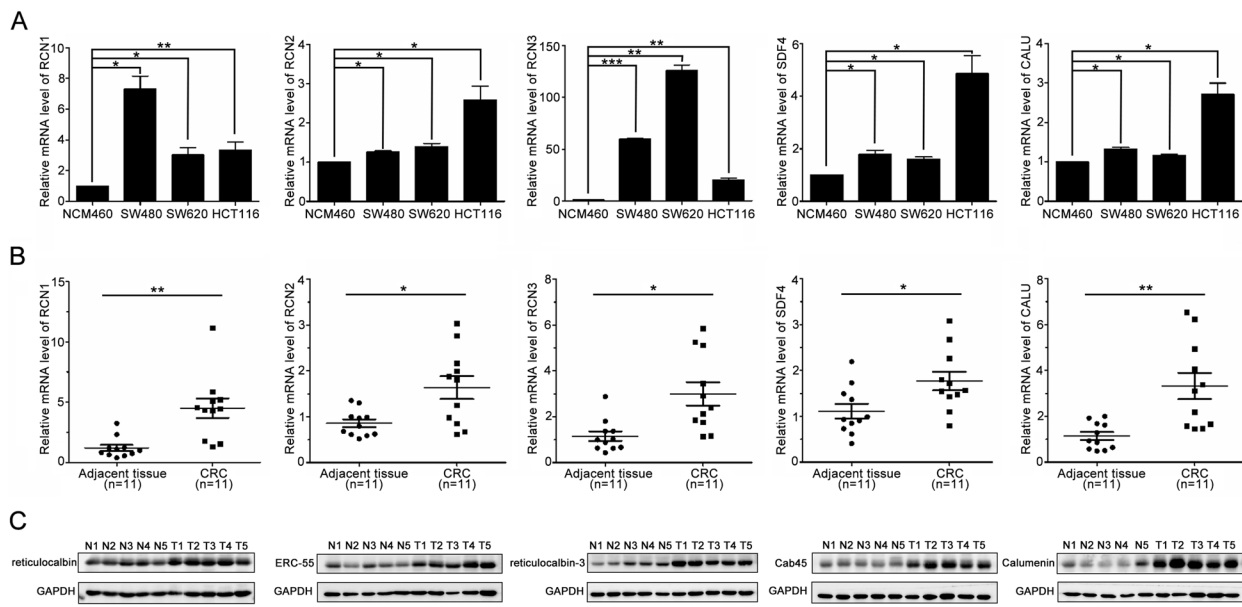 A
Relative mRNA level of RCN1
10
8
6
4
2
0
**
*
*
NCM460 SW480 SW620 HCT116
Relative mRNA level of RCN2
4
3
2
1
0
*
*
*
NCM460 SW480 SW620 HCT116
Relative mRNA level of RCN3
150
100
50
0
**
**
***
NCM460 SW480 SW620 HCT116
Relative mRNA level of SDF4
6
4
2
0
*
*
*
NCM460 SW480 SW620 HCT116
Relative mRNA level of CALU
4
3
2
1
0
*
*
*
NCM460 SW480 SW620 HCT116
B
Relative mRNA level of RCN1
15
10
5
0
**
Adjacent tissue CRC
(n=11) (n=11)
Relative mRNA level of RCN2
4
3
2
1
0
*
Adjacent tissue CRC
(n=11) (n=11)
Relative mRNA level of RCN3
8
6
4
2
0
*
Adjacent tissue CRC
(n=11) (n=11)
Relative mRNA level of SDF4
4
3
2
1
0
*
Adjacent tissue CRC
(n=11) (n=11)
Relative mRNA level of CALU
8
6
4
2
0
**
Adjacent tissue CRC
(n=11) (n=11)
C
N1 N2 N3 N4 N5 T1 T2 T3 T4 T5
reticulocalbin
GAPDH
N1 N2 N3 N4 N5 T1 T2 T3 T4 T5
ERC-55
GAPDH
N1 N2 N3 N4 N5 T1 T2 T3 T4 T5
reticulocalbin-3
GAPDH
N1 N2 N3 N4 N5 T1 T2 T3 T4 T5
Cab45
GAPDH
N1 N2 N3 N4 N5 T1 T2 T3 T4 T5
Calumenin
GAPDH